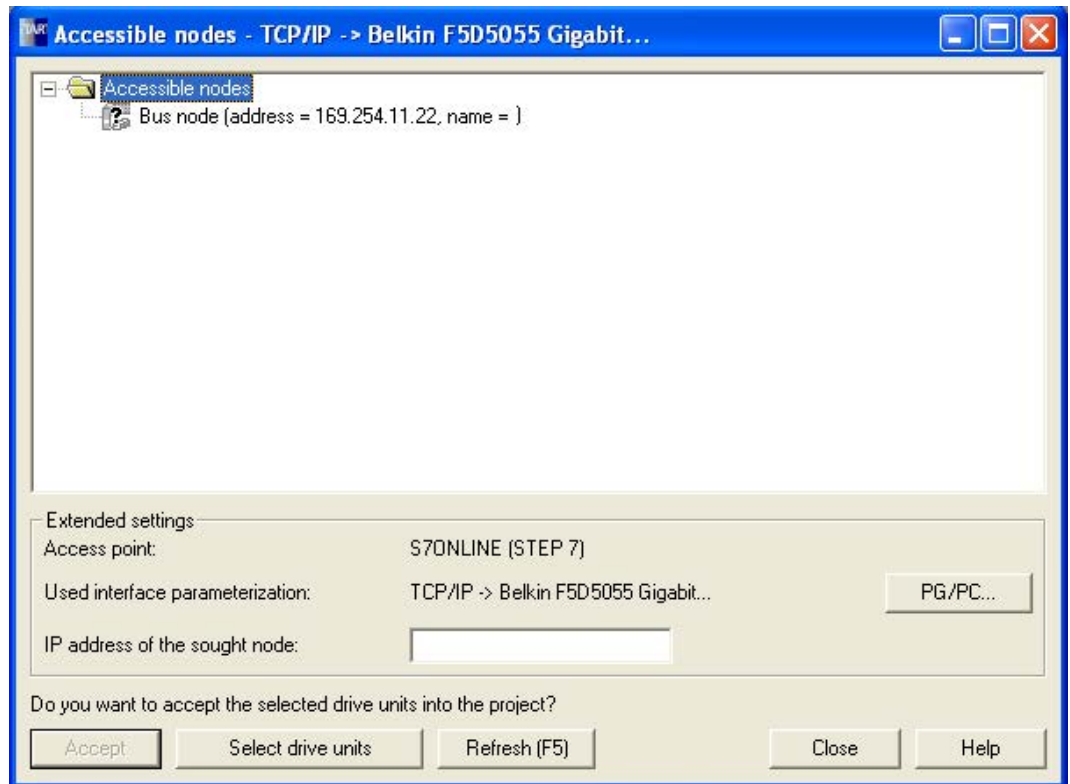 Accessible nodes - TCP/IP -> Belkin F5D5055 Gigabit...
Accessible nodes
Bus node (address = 169.254.11.22, name = )
Extended settings
Access point: S7ONLINE (STEP 7)
Used interface parameterization: TCP/IP -> Belkin F5D5055 Gigabit... PG/PC...
IP address of the sought node:
Do you want to accept the selected drive units into the project?
Accept Select drive units Refresh (F5) Close Help